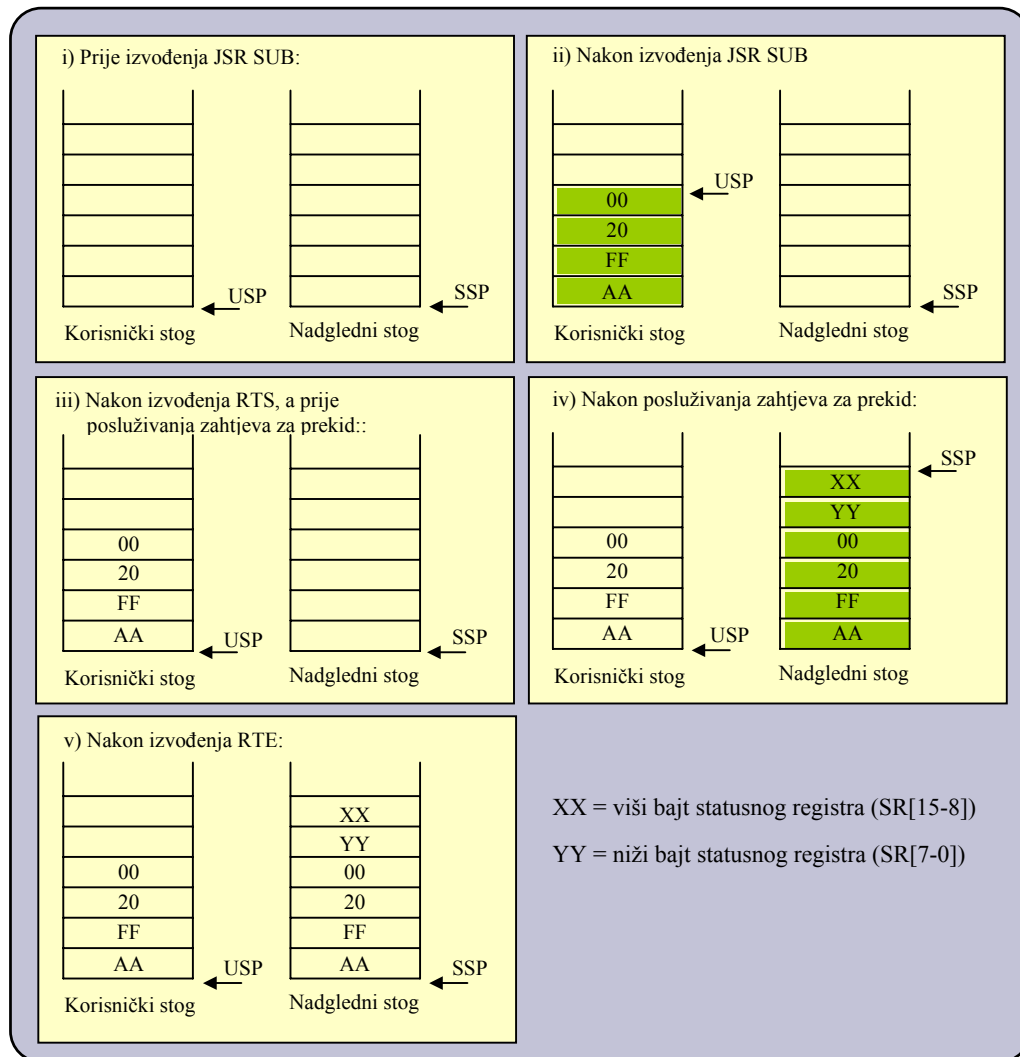 i) Prije izvođenja JSR SUB:
USP
SSP
Korisnički stog
Nadgledni stog
ii) Nakon izvođenja JSR SUB
00
20
FF
AA
USP
SSP
Korisnički stog
Nadgledni stog
iii) Nakon izvođenja RTS, a prije
posluživanja zahtjeva za prekid::
00
20
FF
AA
USP
SSP
Korisnički stog
Nadgledni stog
iv) Nakon posluživanja zahtjeva za prekid:
00
20
FF
AA
USP
SSP
XX
YY
00
20
FF
AA
Korisnički stog
Nadgledni stog
v) Nakon izvođenja RTE:
00
20
FF
AA
USP
XX
YY
00
20
FF
AA
SSP
Korisnički stog
Nadgledni stog
XX = viši bajt statusnog registra (SR[15-8])
YY = niži bajt statusnog registra (SR[7-0])